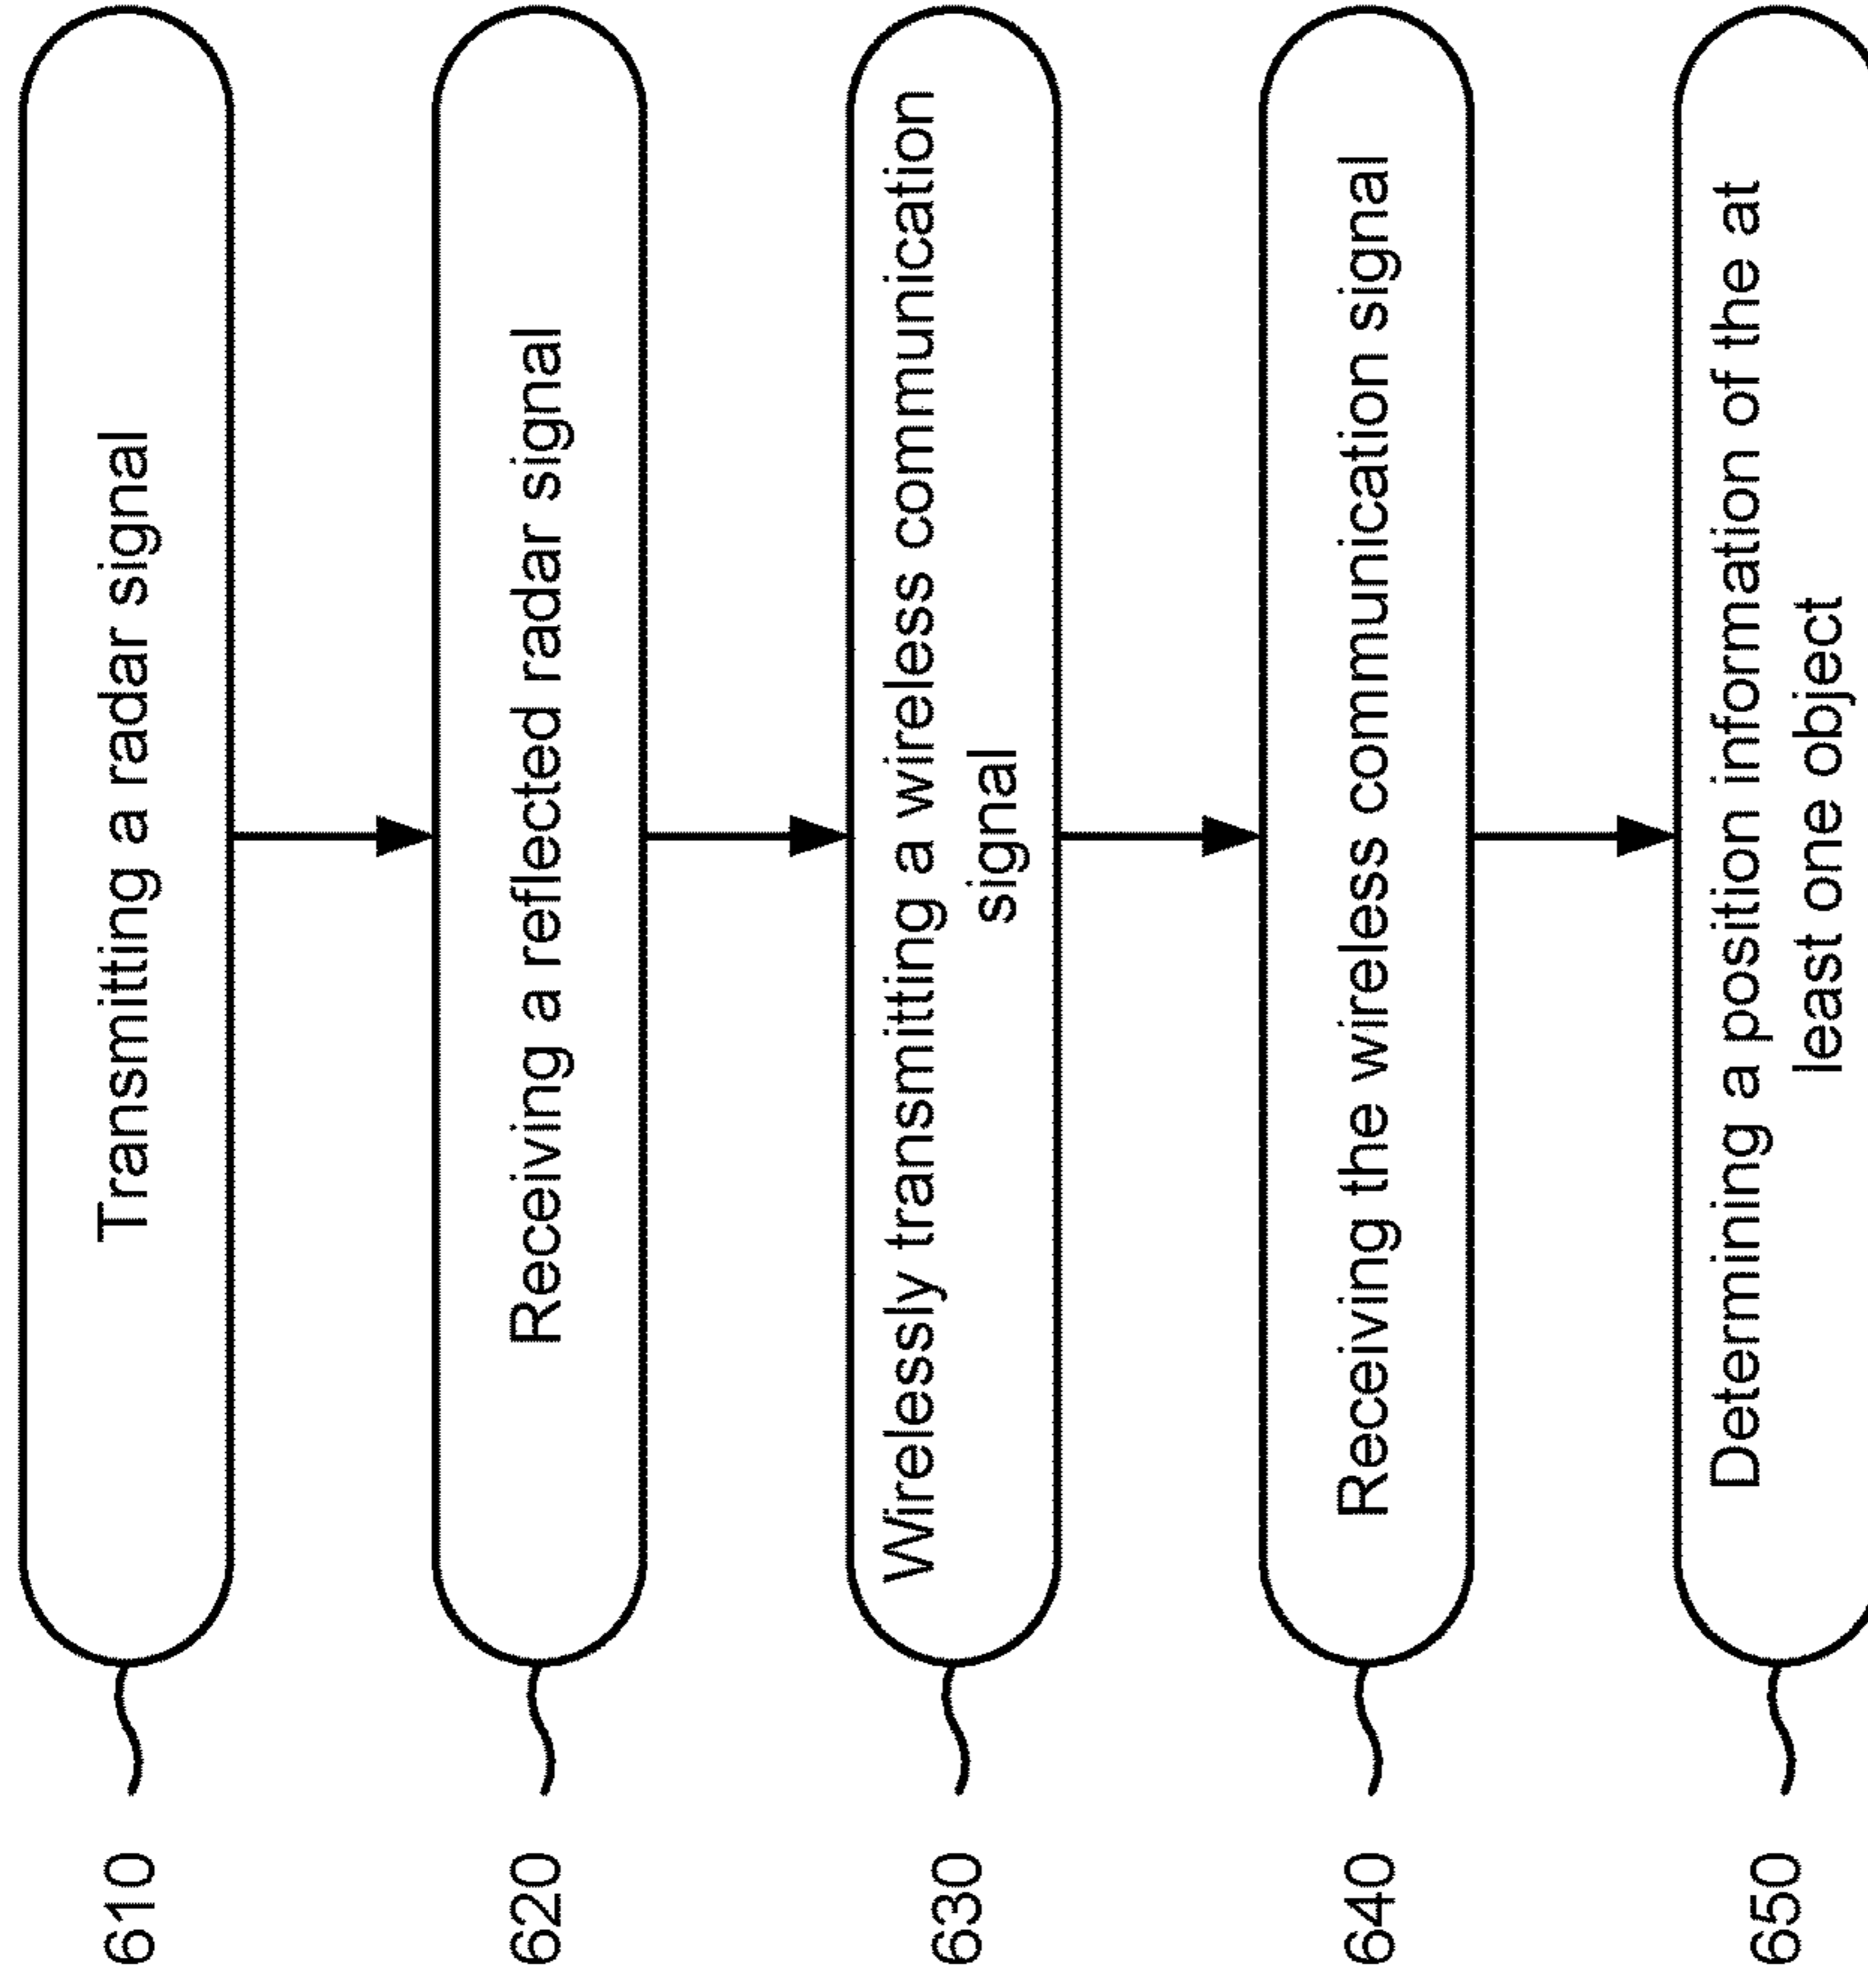 610
Transmitting a radar signal
620
Receiving a reflected radar signal
630
Wirelessly transmitting a wireless communication
signal
640
Receiving the wireless communication signal
650
Determining a position information of the at
least one object